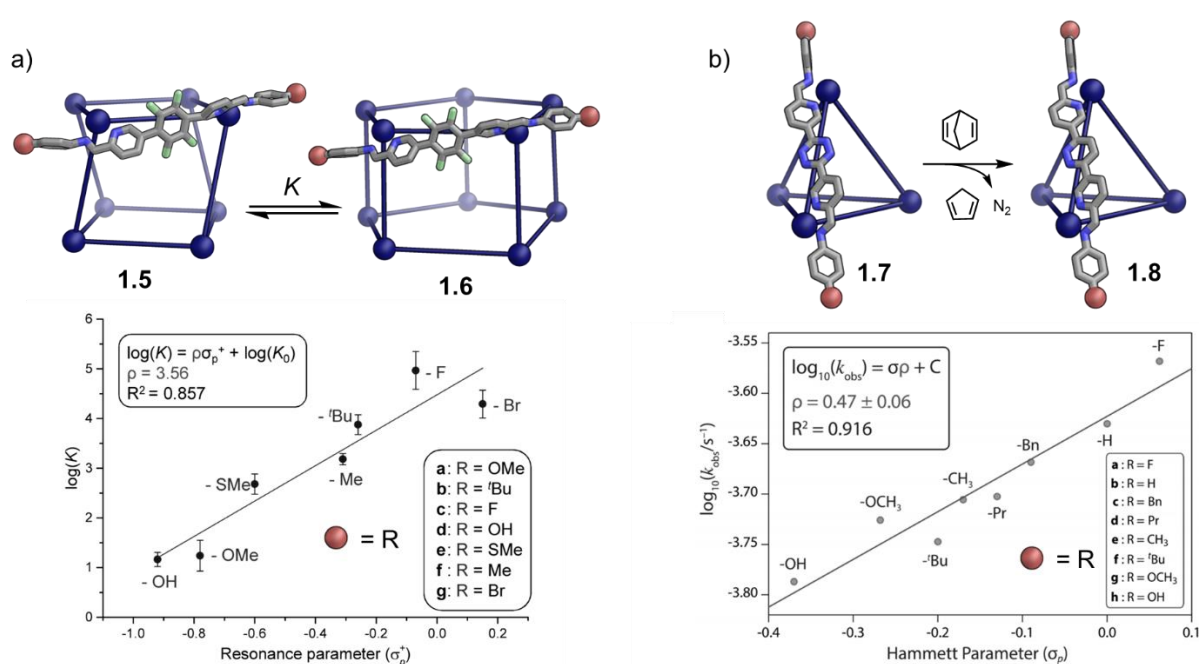 a)
K
1.5
1.6
log(K) = ρσp⁺ + log(K₀)
ρ = 3.56
R² = 0.857
- F
- Br
- ᵗBu
- Me
- SMe
- OMe
- OH
a: R = OMe
b: R = ᵗBu
c: R = F
d: R = OH
e: R = SMe
f: R = Me
g: R = Br
= R
log(K)
6
5
4
3
2
1
0
-1.0 -0.8 -0.6 -0.4 -0.2 0.0 0.2
Resonance parameter (σp⁺)
b)
N₂
1.7
1.8
log₁₀(kobs) = σρ + C
ρ = 0.47 ± 0.06
R² = 0.916
-F
-H
-Bn
-CH₃
-Pr
-OCH₃
-ᵗBu
-OH
a : R = F
b : R = H
c : R = Bn
d : R = Pr
e : R = CH₃
f : R = ᵗBu
g : R = OCH₃
h : R = OH
= R
log₁₀(kobs/s⁻¹)
-3.55
-3.60
-3.65
-3.70
-3.75
-3.80
-0.4 -0.3 -0.2 -0.1 0.0 0.1
Hammett Parameter (σp)